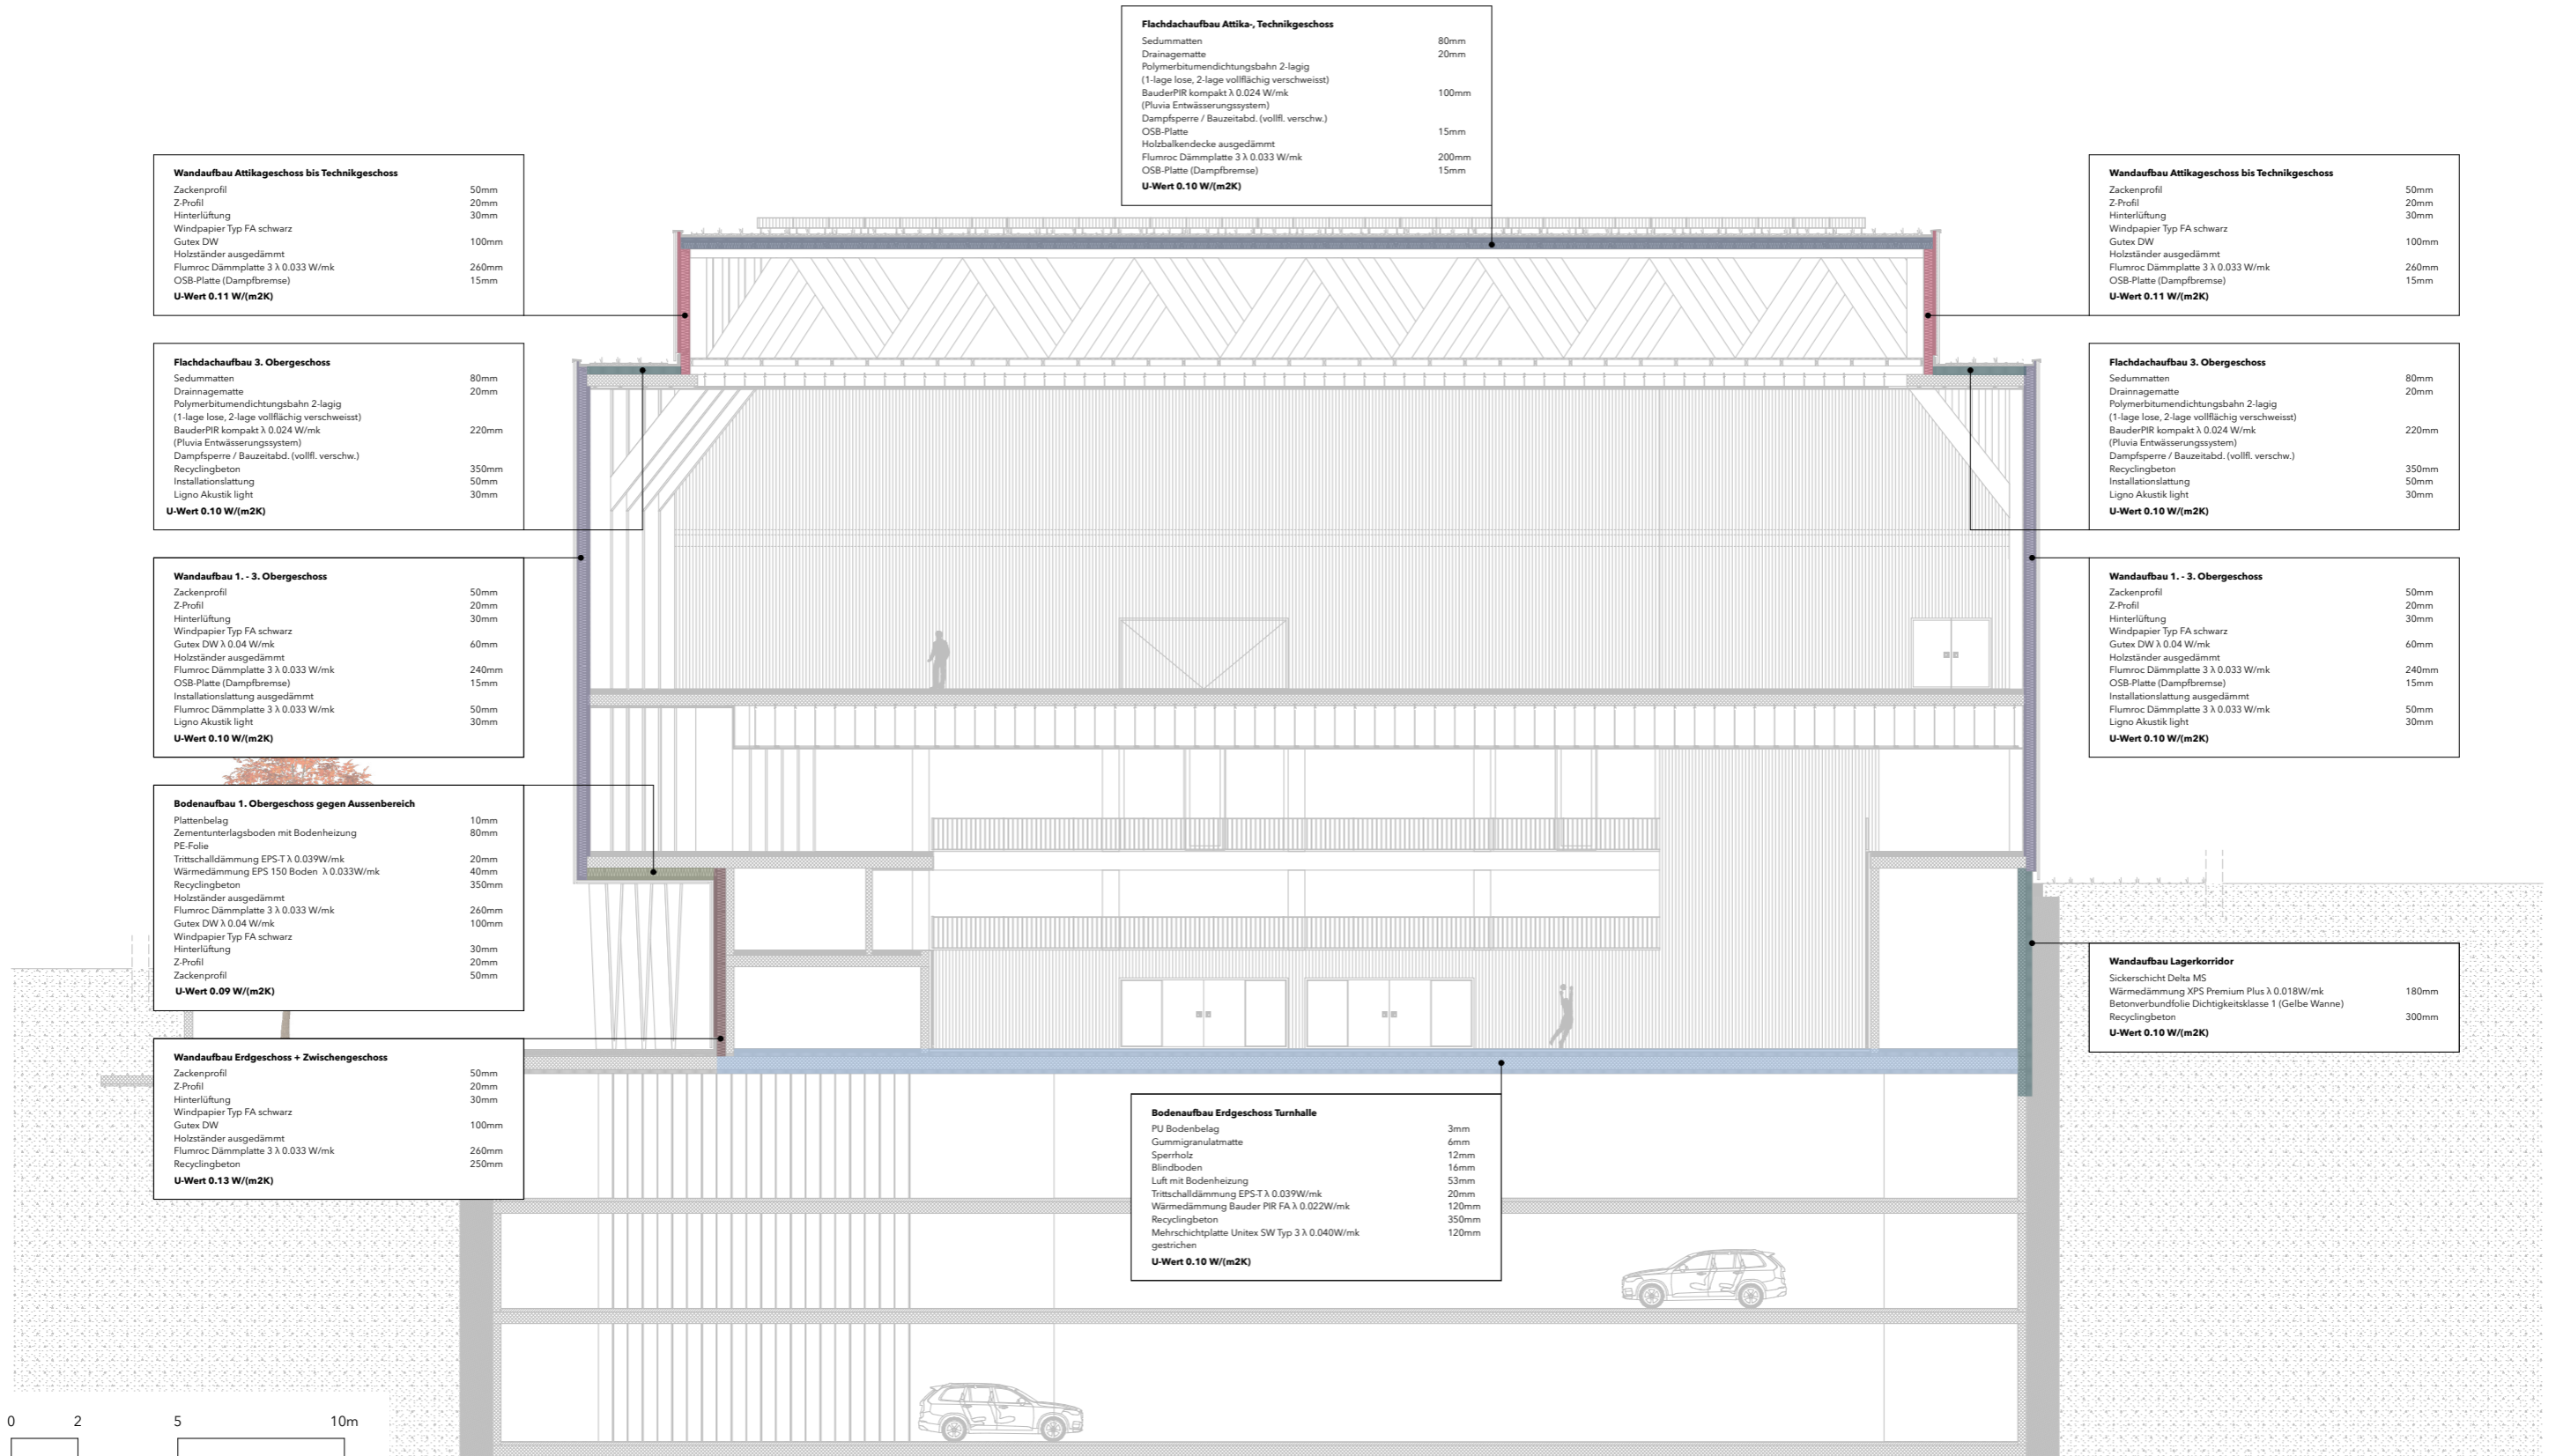 Flachdachaufbau Attika-, Technikgeschoss
Sedummatten 80mm
Drainagematte 20mm
Polymerbitumendichtungsbahn 2-lagig
(1-lage lose, 2-lage vollflächig verschweisst)
BauderPIR kompakt λ 0.024 W/mk 100mm
(Pluvia Entwässerungssystem)
Dampfsperre / Bauzeitabd. (vollfl. verschw.)
OSB-Platte 15mm
Holzbalkendecke ausgedämmt
Flumroc Dämmplatte 3 λ 0.033 W/mk 200mm
OSB-Platte (Dampfbremse) 15mm
U-Wert 0.10 W/(m2K)
Wandaufbau Attikageschoss bis Technikgeschoss
Zackenprofil 50mm
Z-Profil 20mm
Hinterlüftung 30mm
Windpapier Typ FA schwarz
Gutex DW 100mm
Holzständer ausgedämmt
Flumroc Dämmplatte 3 λ 0.033 W/mk 260mm
OSB-Platte (Dampfbremse) 15mm
U-Wert 0.11 W/(m2K)
Flachdachaufbau 3. Obergeschoss
Sedummatten 80mm
Drainnagematte 20mm
Polymerbitumendichtungsbahn 2-lagig
(1-lage lose, 2-lage vollflächig verschweisst)
BauderPIR kompakt λ 0.024 W/mk 220mm
(Pluvia Entwässerungssystem)
Dampfsperre / Bauzeitabd. (vollfl. verschw.)
Recyclingbeton 350mm
Installationslattung 50mm
Ligno Akustik light 30mm
U-Wert 0.10 W/(m2K)
Wandaufbau 1. - 3. Obergeschoss
Zackenprofil 50mm
Z-Profil 20mm
Hinterlüftung 30mm
Windpapier Typ FA schwarz
Gutex DW λ 0.04 W/mk 60mm
Holzständer ausgedämmt
Flumroc Dämmplatte 3 λ 0.033 W/mk 240mm
OSB-Platte (Dampfbremse) 15mm
Installationslattung ausgedämmt
Flumroc Dämmplatte 3 λ 0.033 W/mk 50mm
Ligno Akustik light 30mm
U-Wert 0.10 W/(m2K)
Bodenaufbau 1. Obergeschoss gegen Aussenbereich
Plattenbelag 10mm
Zementunterlagsboden mit Bodenheizung 80mm
PE-Folie
Trittschalldämmung EPS-T λ 0.039W/mk 20mm
Wärmedämmung EPS 150 Boden λ 0.033W/mk 40mm
Recyclingbeton 350mm
Holzständer ausgedämmt
Flumroc Dämmplatte 3 λ 0.033 W/mk 260mm
Gutex DW λ 0.04 W/mk 100mm
Windpapier Typ FA schwarz
Hinterlüftung 30mm
Z-Profil 20mm
Zackenprofil 50mm
U-Wert 0.09 W/(m2K)
Wandaufbau Erdgeschoss + Zwischengeschoss
Zackenprofil 50mm
Z-Profil 20mm
Hinterlüftung 30mm
Windpapier Typ FA schwarz
Gutex DW 100mm
Holzständer ausgedämmt
Flumroc Dämmplatte 3 λ 0.033 W/mk 260mm
Recyclingbeton 250mm
U-Wert 0.13 W/(m2K)
Wandaufbau Attikageschoss bis Technikgeschoss
Zackenprofil 50mm
Z-Profil 20mm
Hinterlüftung 30mm
Windpapier Typ FA schwarz
Gutex DW 100mm
Holzständer ausgedämmt
Flumroc Dämmplatte 3 λ 0.033 W/mk 260mm
OSB-Platte (Dampfbremse) 15mm
U-Wert 0.11 W/(m2K)
Flachdachaufbau 3. Obergeschoss
Sedummatten 80mm
Drainnagematte 20mm
Polymerbitumendichtungsbahn 2-lagig
(1-lage lose, 2-lage vollflächig verschweisst)
BauderPIR kompakt λ 0.024 W/mk 220mm
(Pluvia Entwässerungssystem)
Dampfsperre / Bauzeitabd. (vollfl. verschw.)
Recyclingbeton 350mm
Installationslattung 50mm
Ligno Akustik light 30mm
U-Wert 0.10 W/(m2K)
Wandaufbau 1. - 3. Obergeschoss
Zackenprofil 50mm
Z-Profil 20mm
Hinterlüftung 30mm
Windpapier Typ FA schwarz
Gutex DW λ 0.04 W/mk 60mm
Holzständer ausgedämmt
Flumroc Dämmplatte 3 λ 0.033 W/mk 240mm
OSB-Platte (Dampfbremse) 15mm
Installationslattung ausgedämmt
Flumroc Dämmplatte 3 λ 0.033 W/mk 50mm
Ligno Akustik light 30mm
U-Wert 0.10 W/(m2K)
Wandaufbau Lagerkorridor
Sickerschicht Delta MS
Wärmedämmung XPS Premium Plus λ 0.018W/mk 180mm
Betonverbundfolie Dichtigkeitsklasse 1 (Gelbe Wanne)
Recyclingbeton 300mm
U-Wert 0.10 W/(m2K)
Bodenaufbau Erdgeschoss Turnhalle
PU Bodenbelag 3mm
Gummigranulatmatte 6mm
Sperrholz 12mm
Blindboden 16mm
Luft mit Bodenheizung 53mm
Trittschalldämmung EPS-T λ 0.039W/mk 20mm
Wärmedämmung Bauder PIR FA λ 0.022W/mk 120mm
Recyclingbeton 350mm
Mehrschichtplatte Unitex SW Typ 3 λ 0.040W/mk 120mm
gestrichen
U-Wert 0.10 W/(m2K)
0 2 5 10m